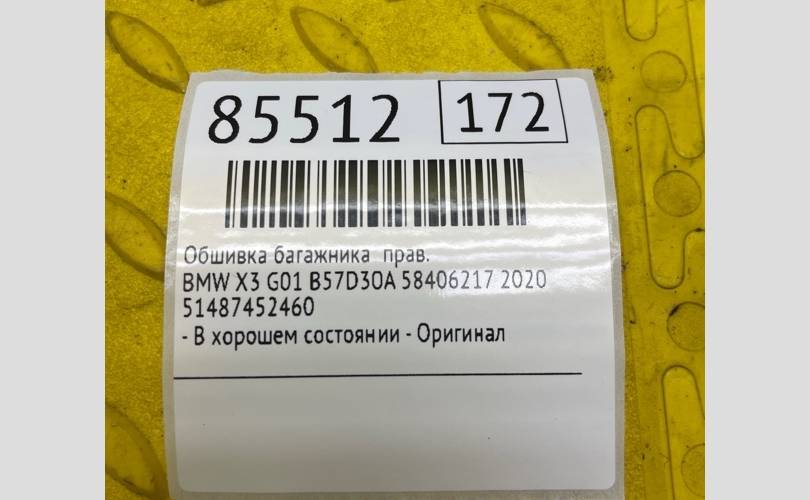 85512 172
Обшивка багажника прав.
BMW X3 G01 B57D30A 58406217 2020
51487452460
- В хорошем состоянии - Оригинал